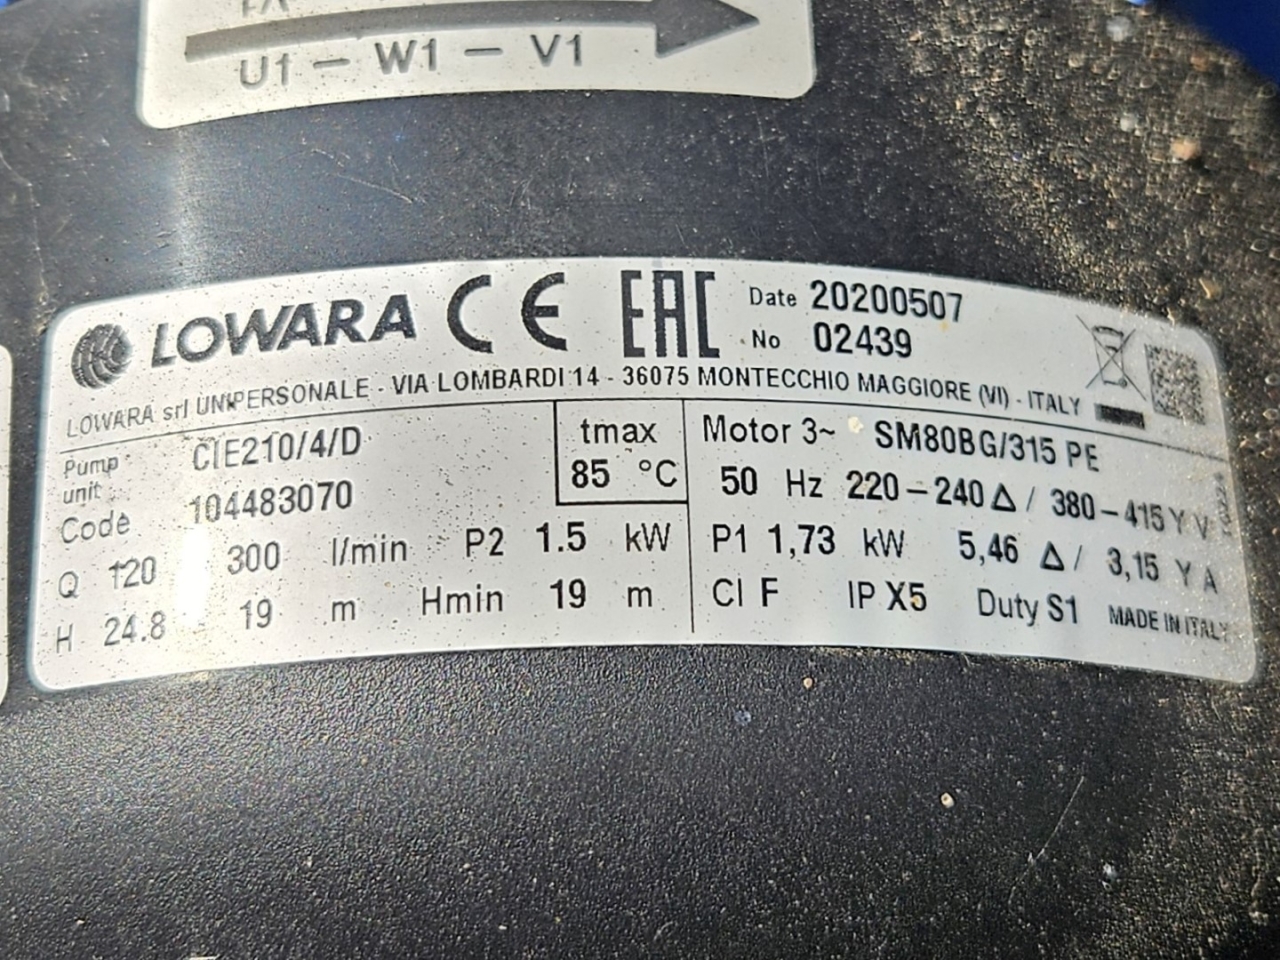 U1 – W1 – V1
LOWARA CE EAC Date 20200507
No 02439
LOWARA srl UNIPERSONALE - VIA LOMBARDI 14 - 36075 MONTECCHIO MAGGIORE (VI) - ITALY
Pump unit CIE210/4/D tmax 85 °C Motor 3~ SM80BG/315 PE
Code 104483070 50 Hz 220-240 Δ / 380-415 Y V
Q 120 300 l/min P2 1.5 kW P1 1,73 kW 5,46 Δ / 3,15 Y A
H 24.8 - 19 m Hmin 19 m Cl F IP X5 Duty S1 MADE IN ITALY